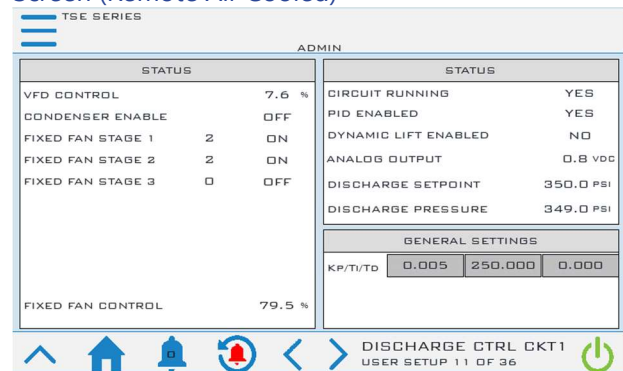 Screen (Remote Air Cooled)
TSE SERIES
ADMIN
STATUS
VFD CONTROL 7.6 %
CONDENSER ENABLE OFF
FIXED FAN STAGE 1 2 ON
FIXED FAN STAGE 2 2 ON
FIXED FAN STAGE 3 0 OFF
FIXED FAN CONTROL 79.5 %
STATUS
CIRCUIT RUNNING YES
PID ENABLED YES
DYNAMIC LIFT ENABLED NO
ANALOG OUTPUT 0.8 VDC
DISCHARGE SETPOINT 350.0 PSI
DISCHARGE PRESSURE 349.0 PSI
GENERAL SETTINGS
KP/TI/TD 0.005 250.000 0.000
0
DISCHARGE CTRL CKT1
USER SETUP 11 OF 36